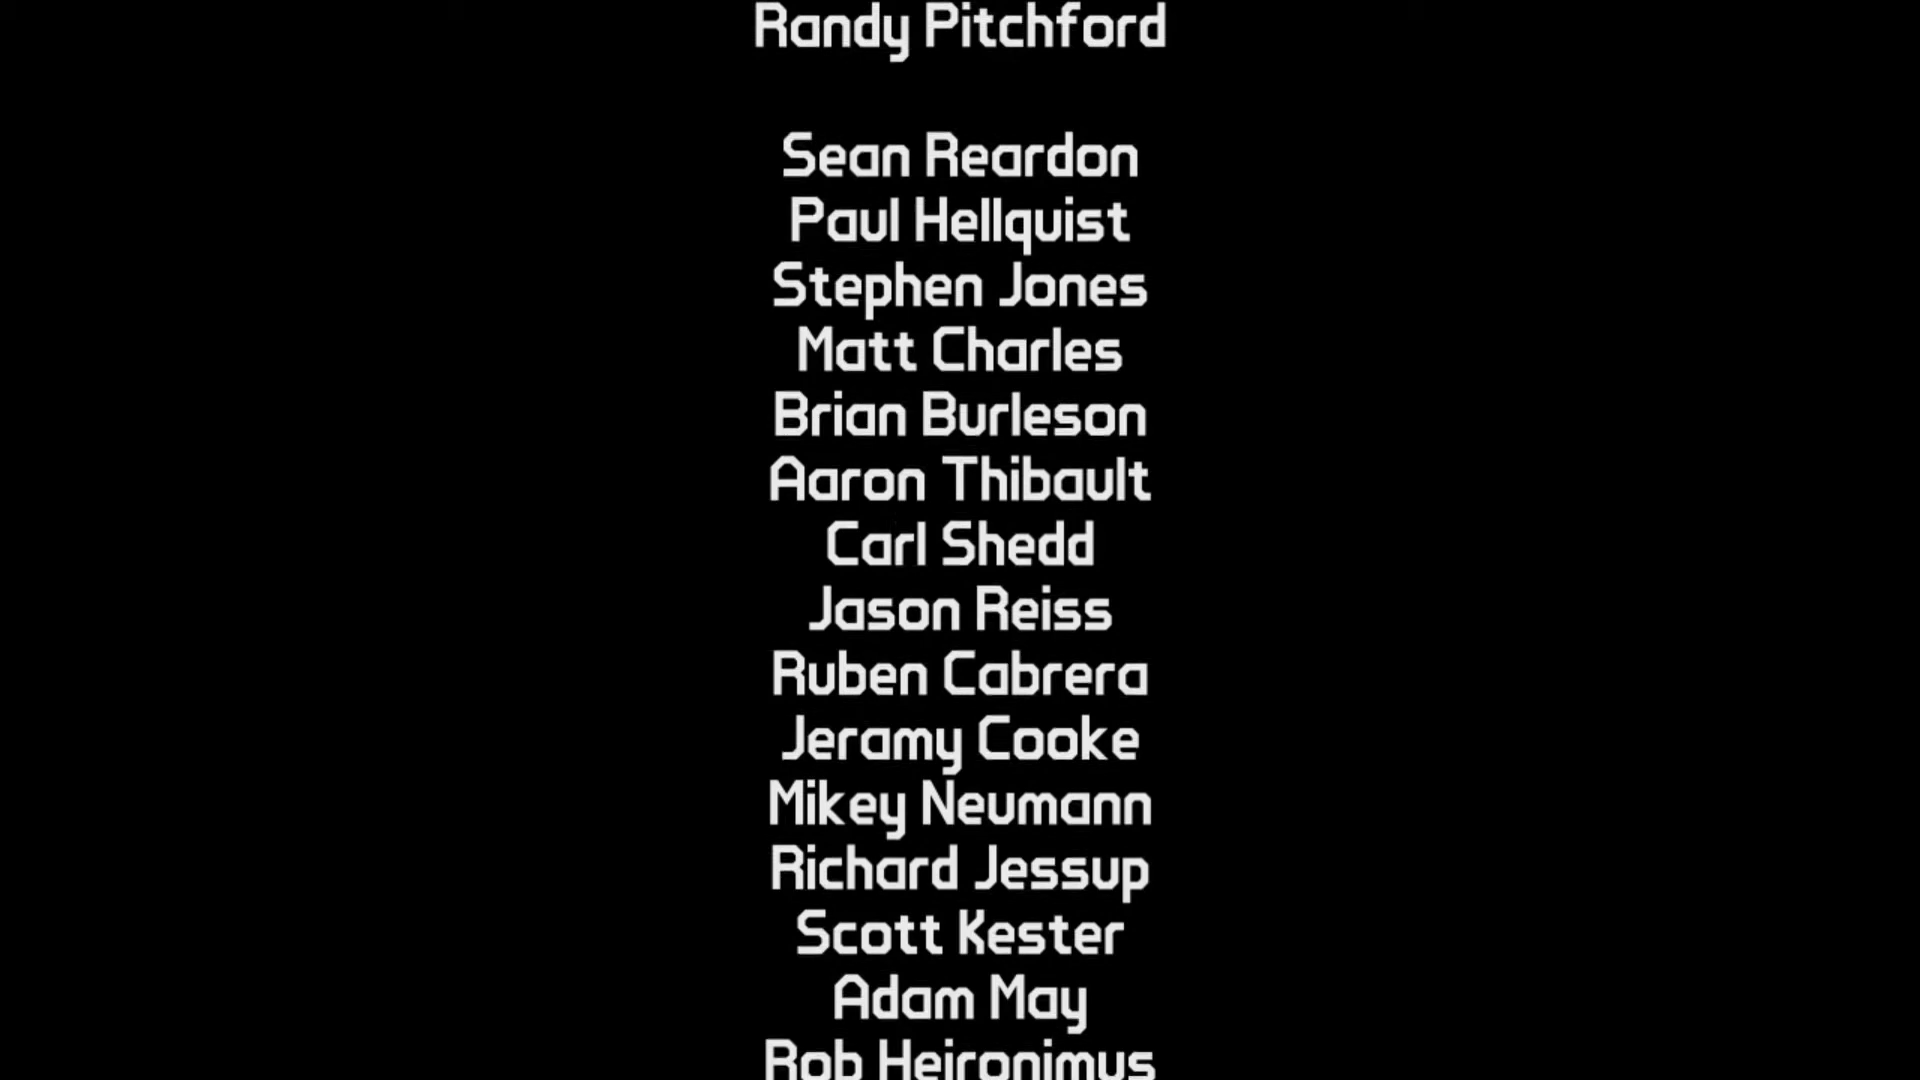 Randy Pitchford
Sean Reardon
Paul Hellquist
Stephen Jones
Matt Charles
Brian Burleson
Aaron Thibault
Carl Shedd
Jason Reiss
Ruben Cabrera
Jeramy Cooke
Mikey Neumann
Richard Jessup
Scott Kester
Adam May
Rob Heironimus